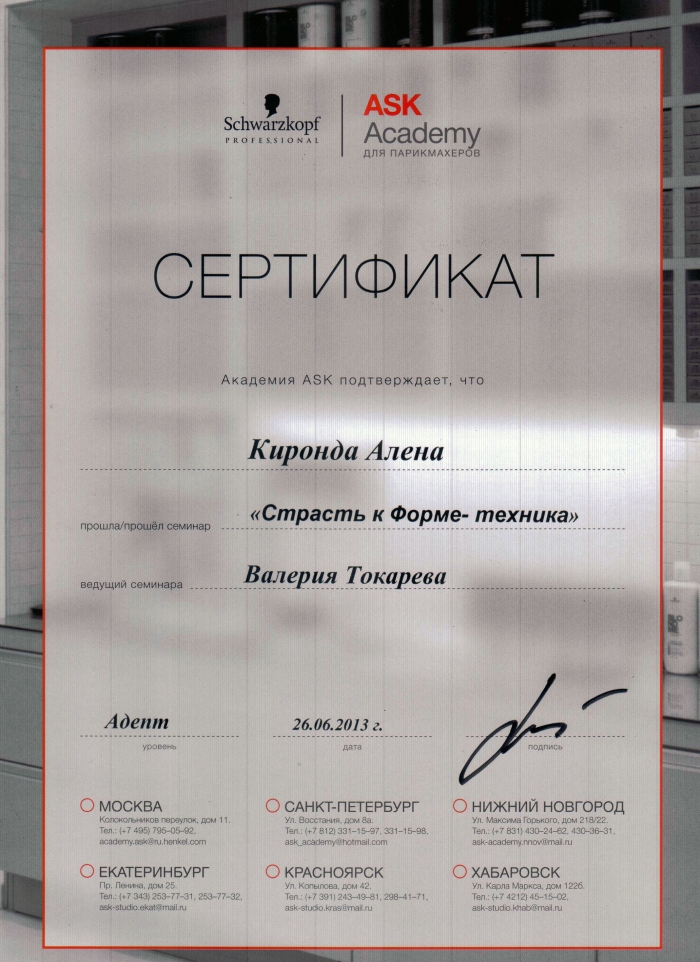 Schwarzkopf
PROFESSIONAL
ASK
Academy
ДЛЯ ПАРИКМАХЕРОВ
СЕРТИФИКАТ
Академия ASK подтверждает, что
Киронда Алена
прошла/прошёл семинар «Страсть к Форме- техника»
ведущий семинара Валерия Токарева
Адепт
уровень
26.06.2013 г.
дата
подпись
МОСКВА
Колокольников переулок, дом 11.
Тел.: (+7 495) 795–05–92,
academy.ask@ru.henkel.com
САНКТ-ПЕТЕРБУРГ
Ул. Восстания, дом 8а.
Тел.: (+7 812) 331–15–97, 331–15–98,
ask_academy@hotmail.com
НИЖНИЙ НОВГОРОД
Ул. Максима Горького, дом 218/22.
Тел.: (+7 831) 430–24–62, 430–36–31,
ask-academy.nnov@mail.ru
ЕКАТЕРИНБУРГ
Пр. Ленина, дом 25.
Тел.: (+7 343) 253–77–31, 253–77–32,
ask-studio.ekat@mail.ru
КРАСНОЯРСК
Ул. Копылова, дом 42.
Тел.: (+7 391) 243–49–81, 298–41–71,
ask-studio.kras@mail.ru
ХАБАРОВСК
Ул. Карла Маркса, дом 122б.
Тел.: (+7 4212) 45–15–02,
ask-studio.khab@mail.ru